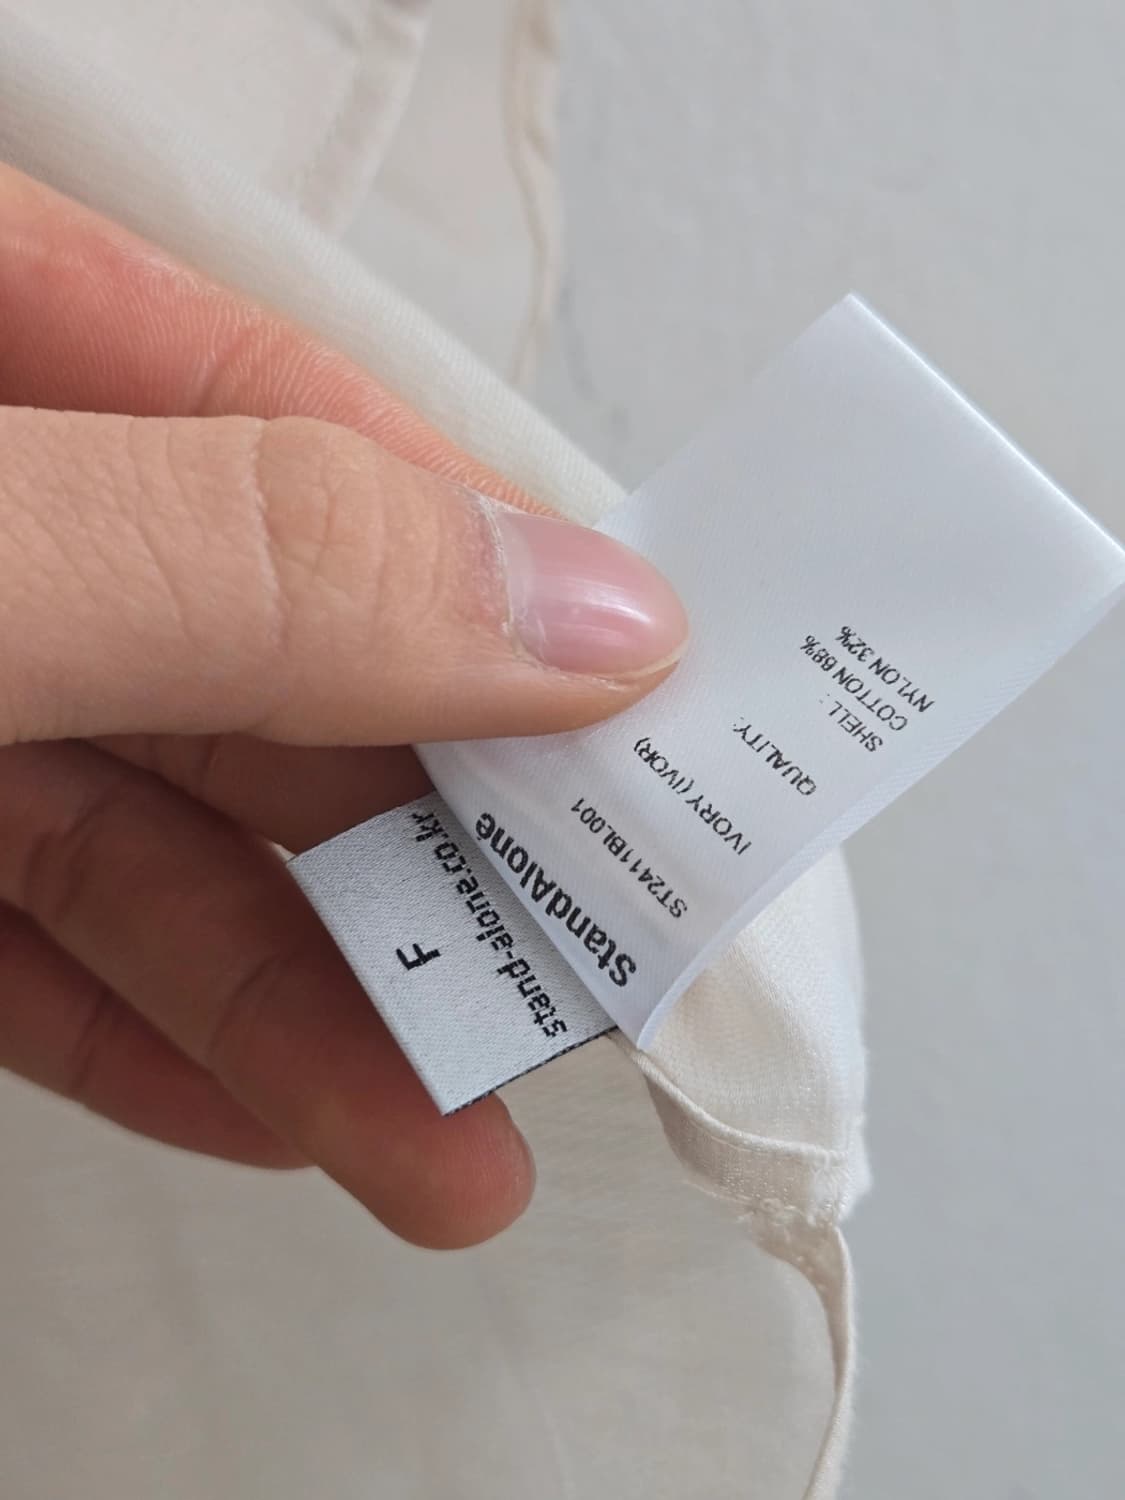 StandAlone
ST2411BL001
IVORY (IVOR)
QUALITY:
SHELL :
COTTON 68%
NYLON 32%
stand-alone.co.kr
F